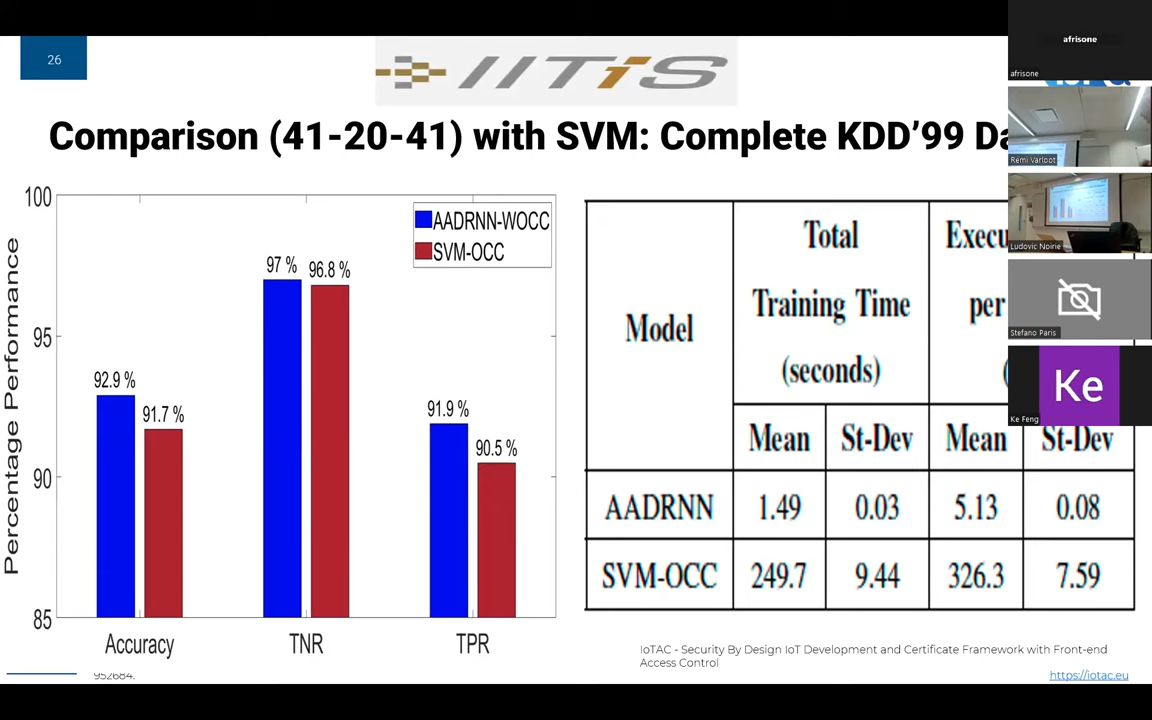 26
IITiS
Comparison (41-20-41) with SVM: Complete KDD'99
100
95
90
85
Percentage Performance
AADRNN-WOCC
SVM-OCC
92.9 %
91.7 %
97 %
96.8 %
91.9 %
90.5 %
Accuracy
TNR
TPR
Model
Total
Training Time
(seconds)
per
Mean
St-Dev
Mean
St-Dev
AADRNN 1.49 0.03 5.13 0.08
SVM-OCC 249.7 9.44 326.3 7.59
IoTAC - Security By Design IoT Development and Certificate Framework with Front-end
Access Control
https://iotac.eu
952684.
afrisone
afrisone
Rémi Varloot
Ludovic Noirie
Stefano Paris
Ke
Ke Feng